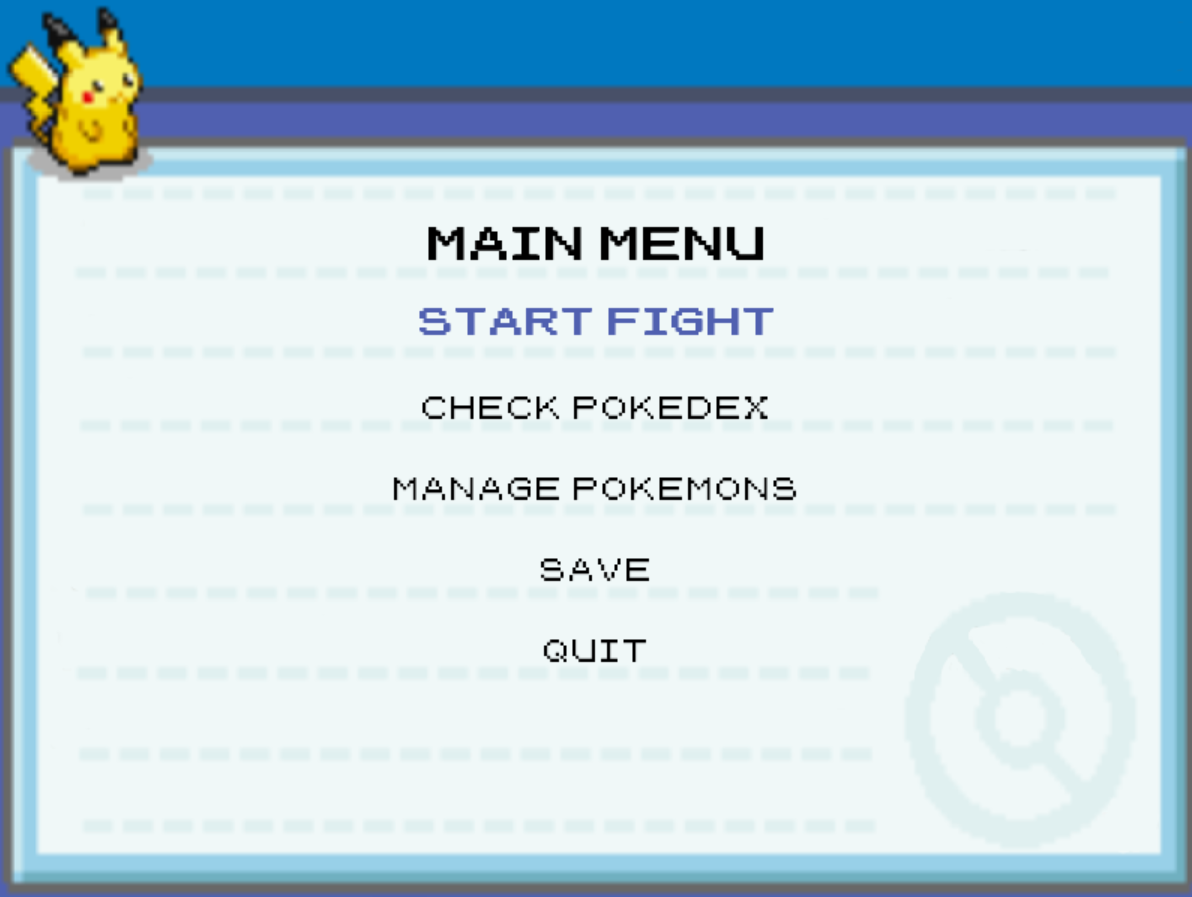 MAIN MENU
START FIGHT
CHECK POKEDEX
MANAGE POKEMONS
SAVE
QUIT